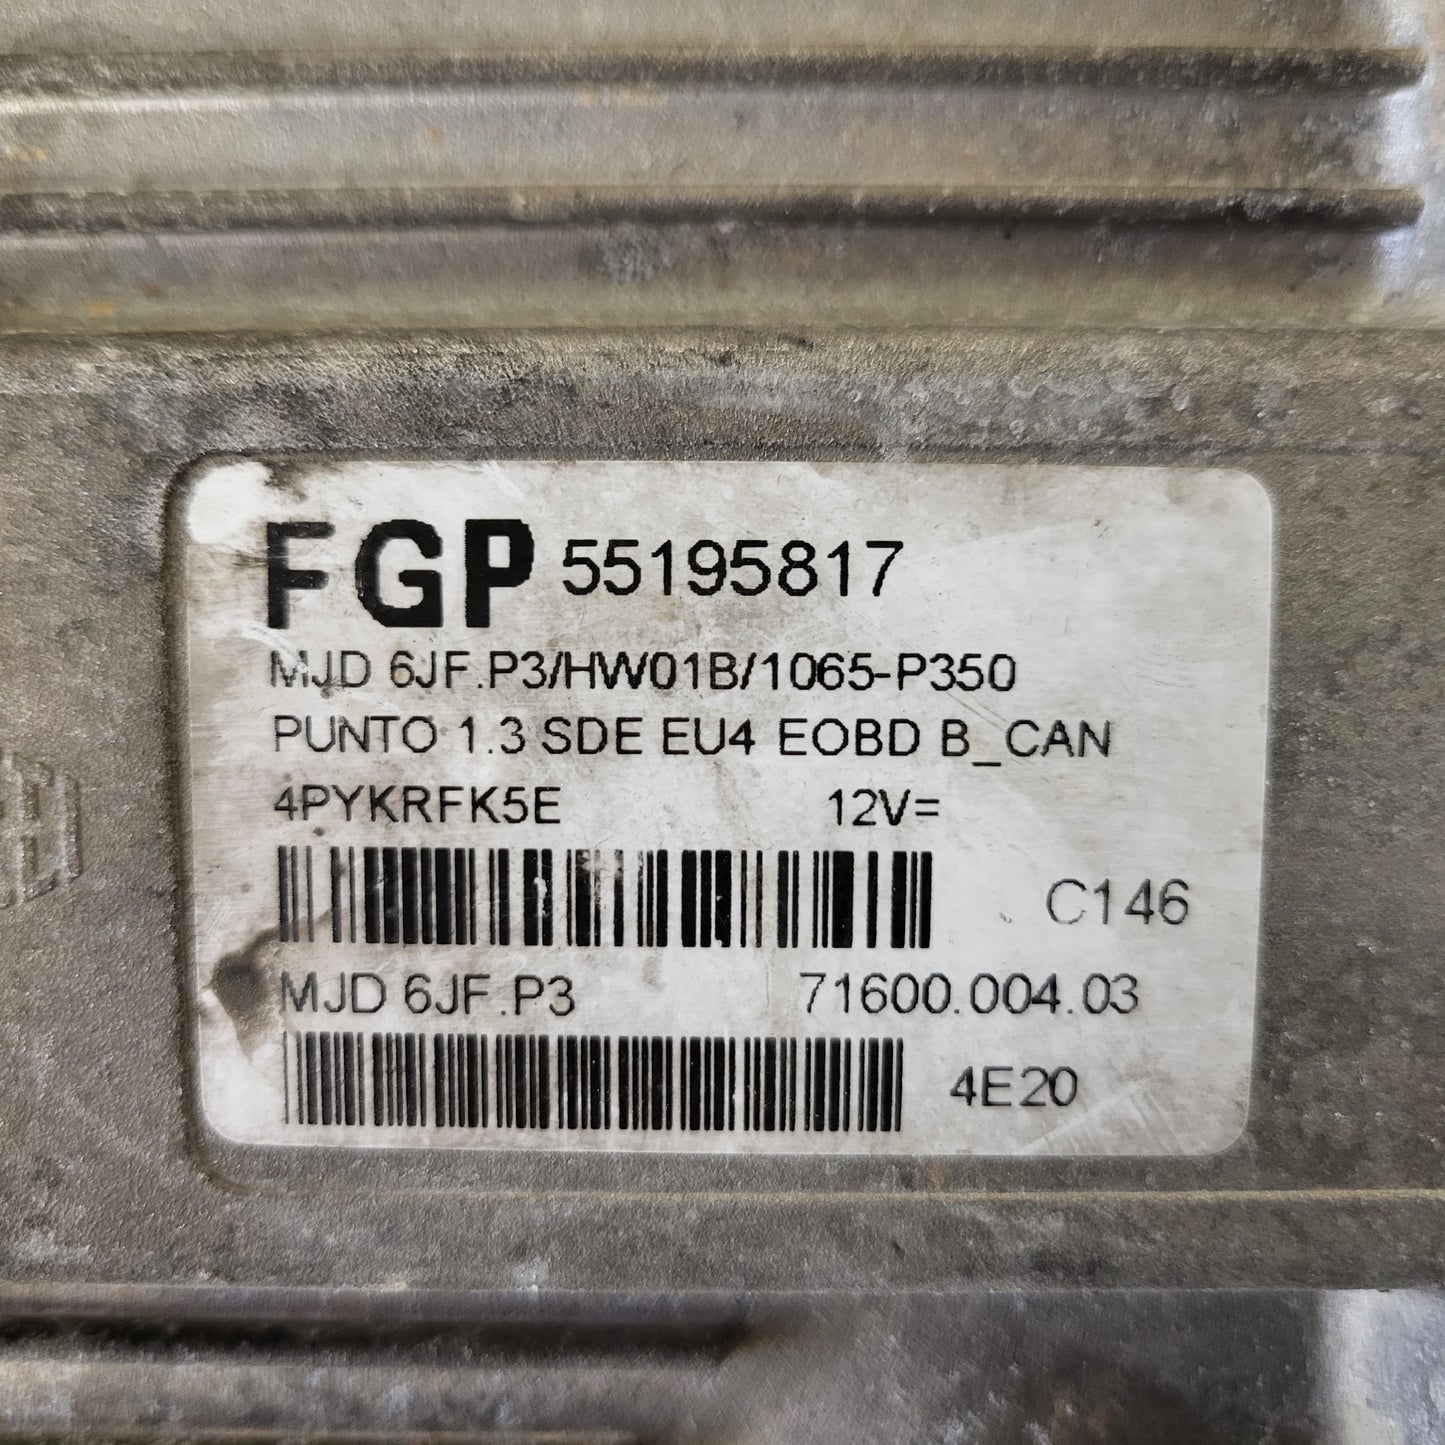 FGP 55195817
MJD 6JF.P3/HW01B/1065-P350
PUNTO 1.3 SDE EU4 EOBD B_CAN
4PYKRFK5E 12V=
C146
MJD 6JF.P3 71600.004.03
4E20